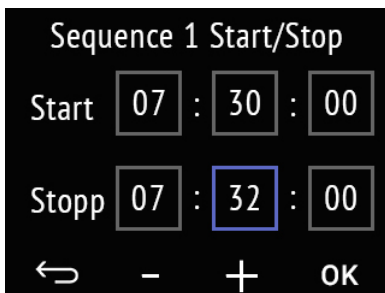 Sequence 1 Start/Stop
Start 07 : 30 : 00
Stopp 07 : 32 : 00
- + OK